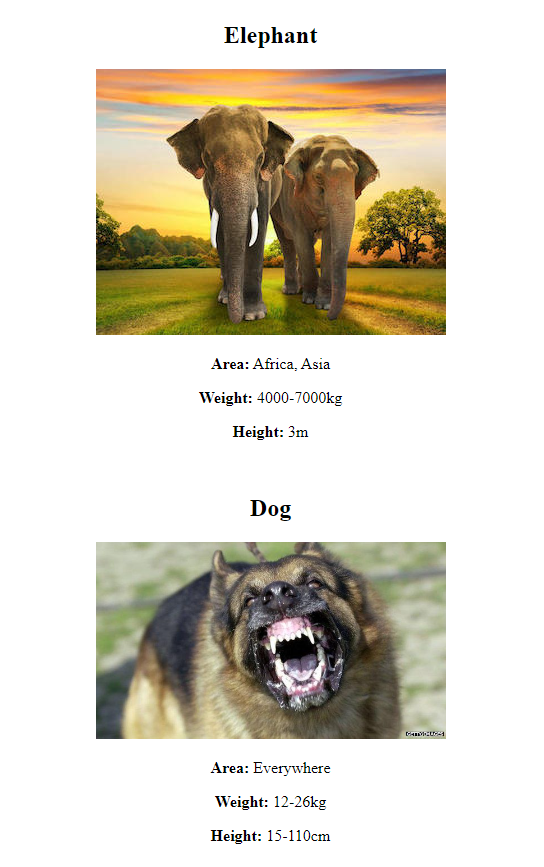 Elephant
Area: Africa, Asia
Weight: 4000-7000kg
Height: 3m
Dog
Area: Everywhere
Weight: 12-26kg
Height: 15-110cm